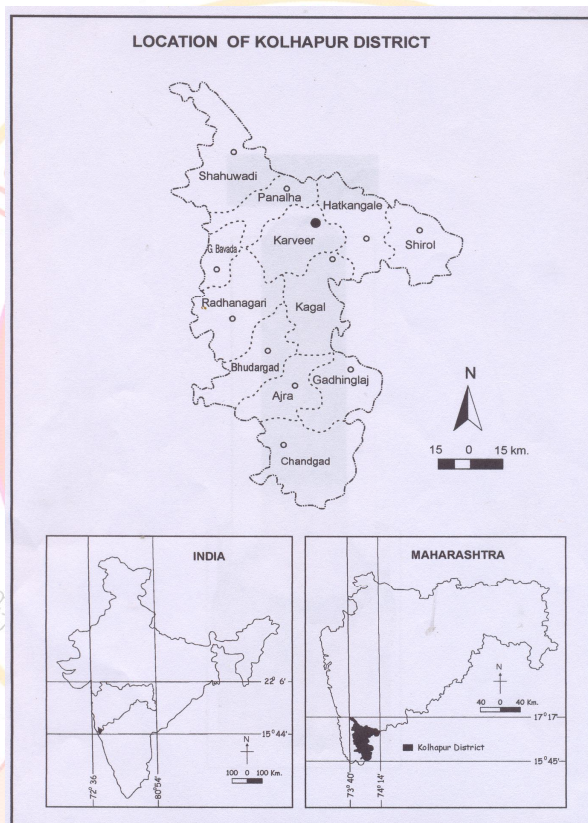 LOCATION OF KOLHAPUR DISTRICT
Shahuwadi
Panalha
Hatkangale
Karveer
Shirol
G. Bavada
Radhanagari
Kagal
Bhudargad
Gadhinglaj
Ajra
Chandgad
N
15 0 15 km.
INDIA
22° 6'
15° 44'
N
100 0 100 Km.
72° 36'
80° 54'
MAHARASHTRA
N
40 0 40 Km.
17° 17'
Kolhapur District
15° 45'
73° 40'
74° 14'